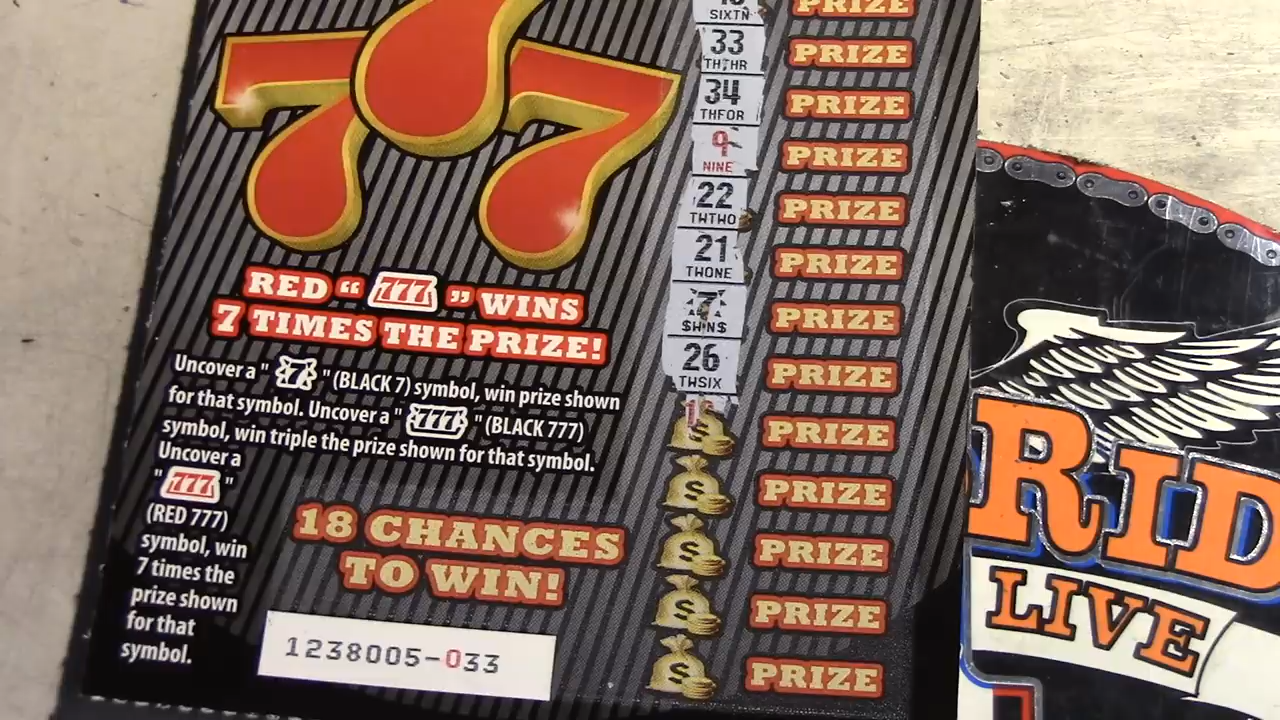 SIXTN PRIZE
33 THTHR PRIZE
34 THFOR PRIZE
9 NINE PRIZE
22 TWTWO PRIZE
21 TWONE PRIZE
7 $WIN$ PRIZE
26 TWSIX PRIZE
$ PRIZE
$ PRIZE
$ PRIZE
$ PRIZE
$ PRIZE
777
RED “ 777 ” WINS
7 TIMES THE PRIZE!
Uncover a " 7 " (BLACK 7) symbol, win prize shown
for that symbol. Uncover a " 777 " (BLACK 777)
symbol, win triple the prize shown for that symbol.
Uncover a
" 777 "
(RED 777)
symbol, win
7 times the
prize shown
for that
symbol.
18 CHANCES
TO WIN!
1238005-033
RID
LIVE